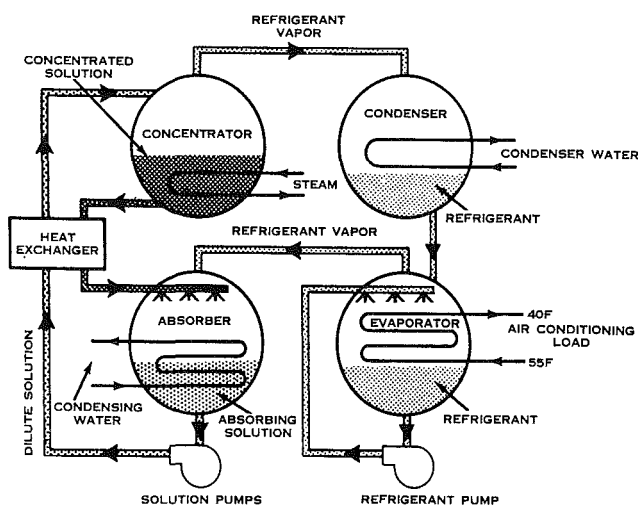 REFRIGERANT
VAPOR
CONCENTRATED
SOLUTION
CONCENTRATOR
CONDENSER
CONDENSER WATER
STEAM
REFRIGERANT
HEAT
EXCHANGER
REFRIGERANT VAPOR
ABSORBER
EVAPORATOR
40F
AIR CONDITIONING
LOAD
55F
DILUTE SOLUTION
CONDENSING
WATER
ABSORBING
SOLUTION
REFRIGERANT
SOLUTION PUMPS
REFRIGERANT PUMP